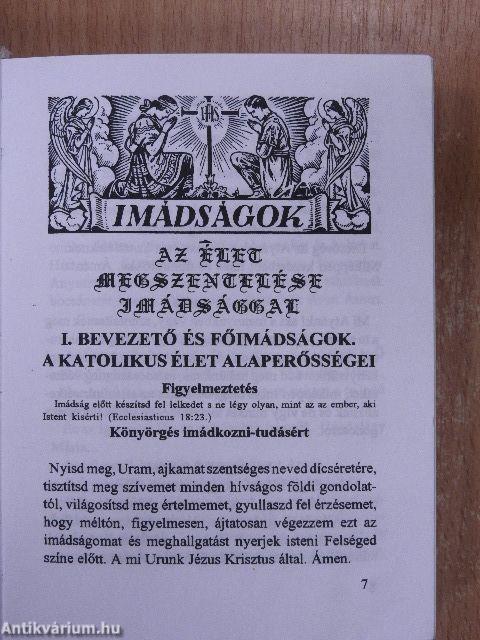 IHS
IMÁDSÁGOK
AZ ÉLET
MEGSZENTELÉSE
IMÁDSÁGGAL
I. BEVEZETŐ ÉS FŐIMÁDSÁGOK.
A KATOLIKUS ÉLET ALAPERŐSSÉGEI
Figyelmeztetés
Imádság előtt készítsd fel lelkedet s ne légy olyan, mint az az ember, aki
Istent kisérti! (Ecclesiasticus 18:23.)
Könyörgés imádkozni-tudásért
Nyisd meg, Uram, ajkamat szentséges neved dícséretére,
tisztítsd meg szívemet minden hívságos földi gondolat-
tól, világosítsd meg értelmemet, gyullaszd fel érzésemet,
hogy méltón, figyelmesen, ájtatosan végezzem ezt az
imádságomat és meghallgatást nyerjek isteni Felséged
színe előtt. A mi Urunk Jézus Krisztus által. Ámen.
7
Antikvárium.hu